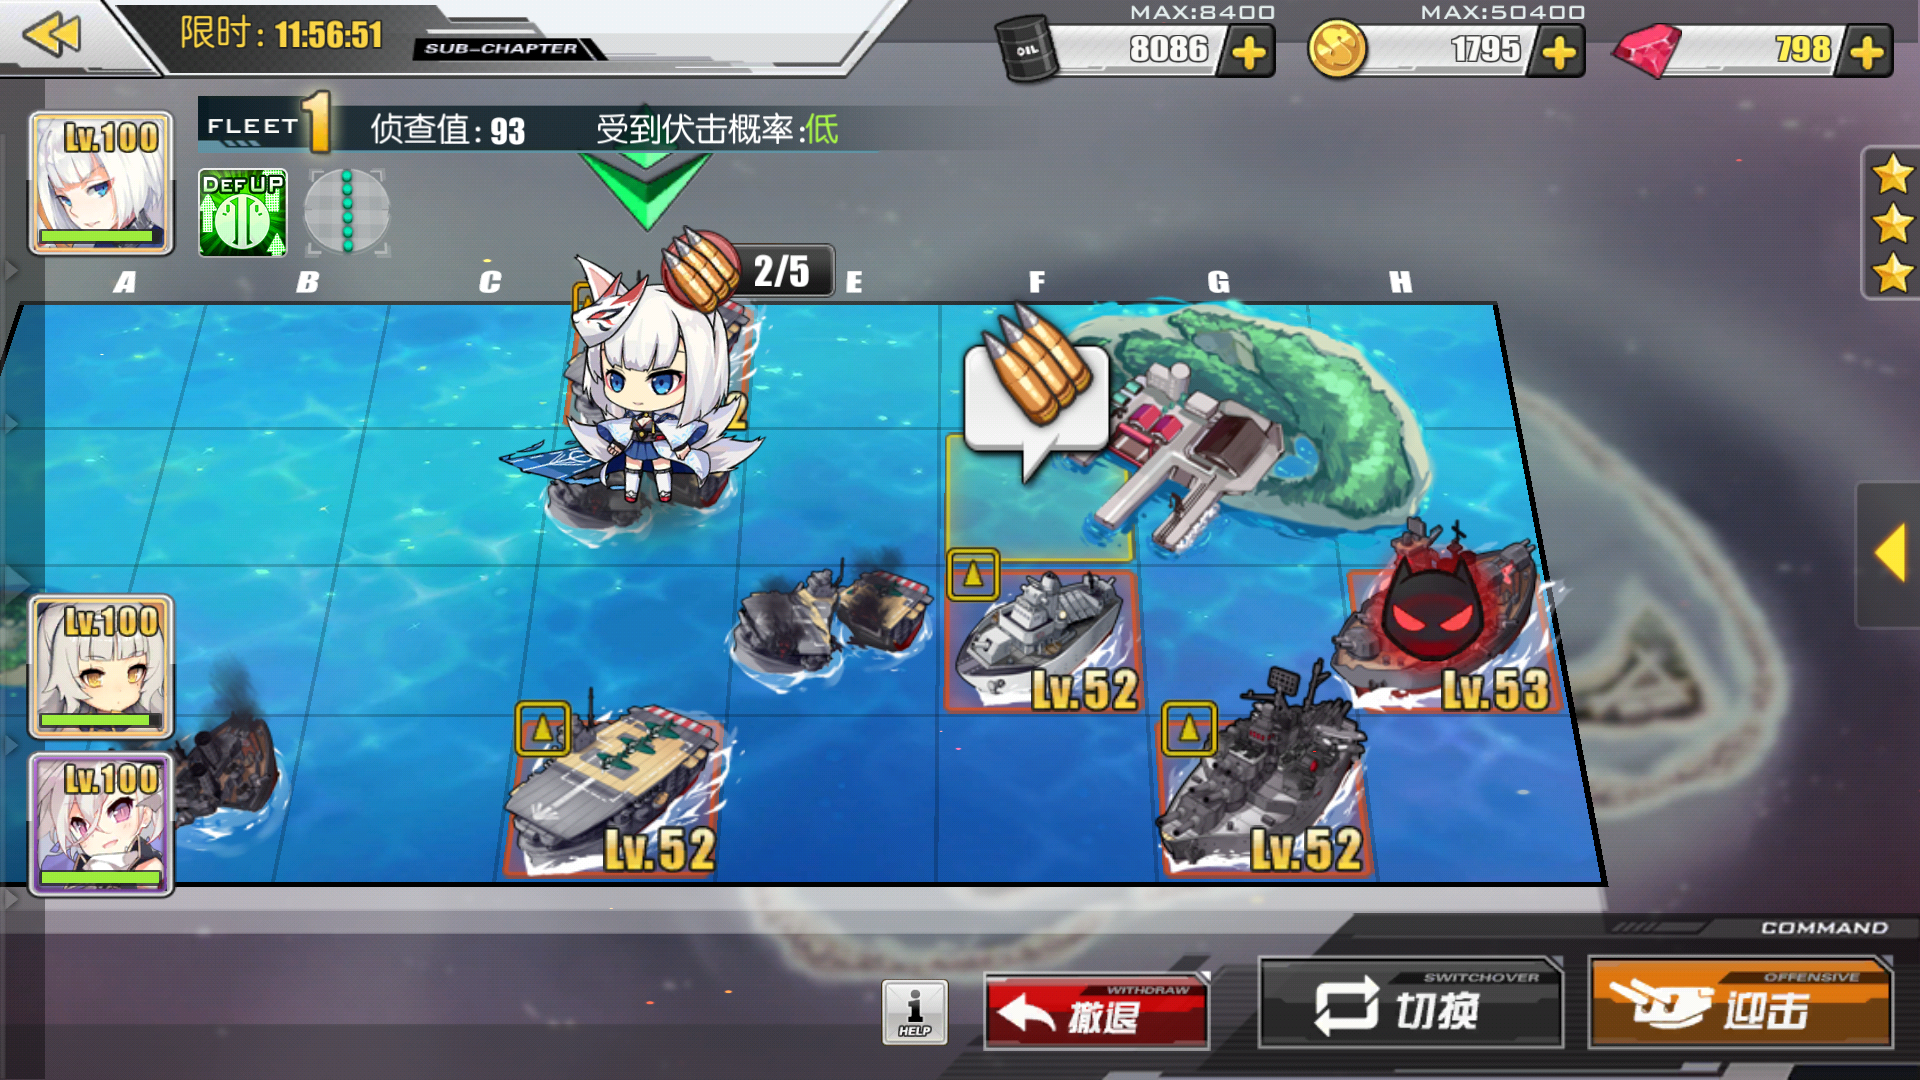 限时: 11:56:51
SUB-CHAPTER
MAX:8400
MAX:50400
OIL
8086
1795
798
Lv.100
FLEET 1
侦查值: 93
受到伏击概率:低
DEF UP
A B C E F G H
2/5
2
Lv.100
Lv.100
Lv.52
Lv.53
Lv.52
Lv.52
COMMAND
HELP
WITHDRAW
撤退
SWITCHOVER
切换
OFFENSIVE
迎击